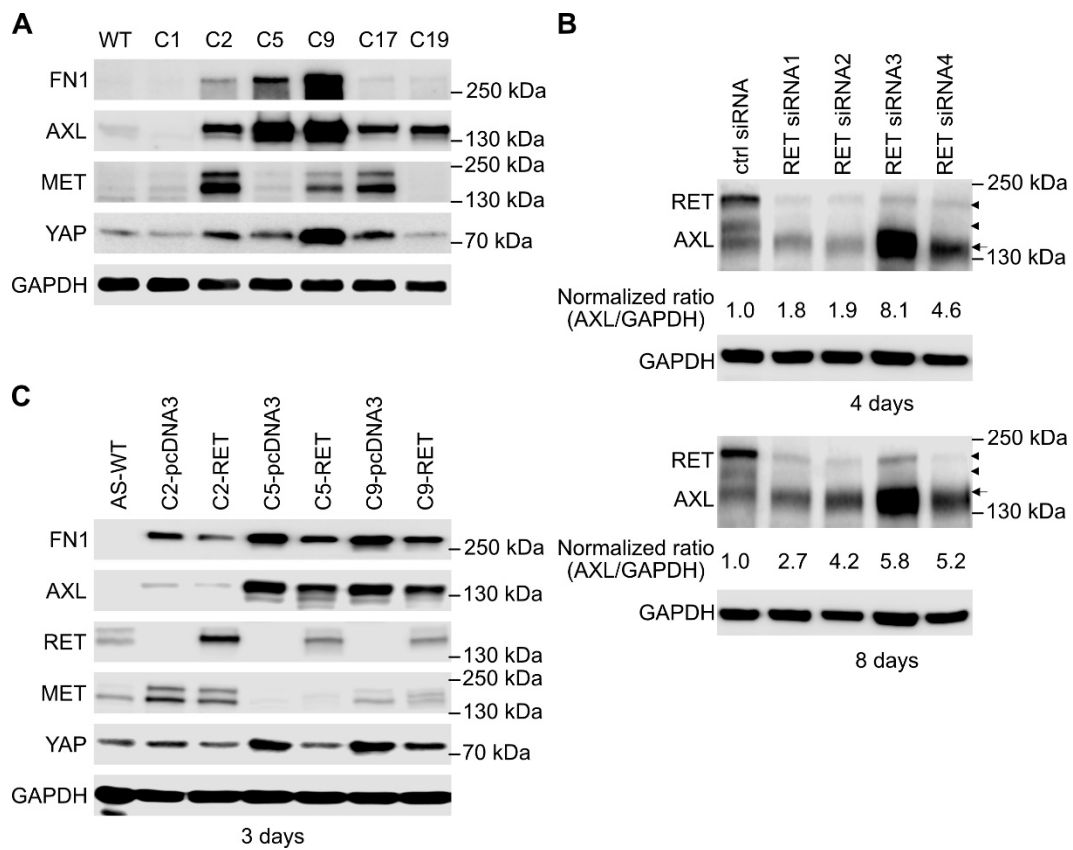 A
WT C1 C2 C5 C9 C17 C19
FN1
250 kDa
AXL
130 kDa
MET
250 kDa
130 kDa
YAP
70 kDa
GAPDH
B
ctrl siRNA
RET siRNA1
RET siRNA2
RET siRNA3
RET siRNA4
RET
250 kDa
AXL
130 kDa
Normalized ratio
(AXL/GAPDH)
1.0 1.8 1.9 8.1 4.6
GAPDH
4 days
RET
250 kDa
AXL
130 kDa
Normalized ratio
(AXL/GAPDH)
1.0 2.7 4.2 5.8 5.2
GAPDH
8 days
C
AS-WT
C2-pcDNA3
C2-RET
C5-pcDNA3
C5-RET
C9-pcDNA3
C9-RET
FN1
250 kDa
AXL
130 kDa
RET
130 kDa
MET
250 kDa
130 kDa
YAP
70 kDa
GAPDH
3 days